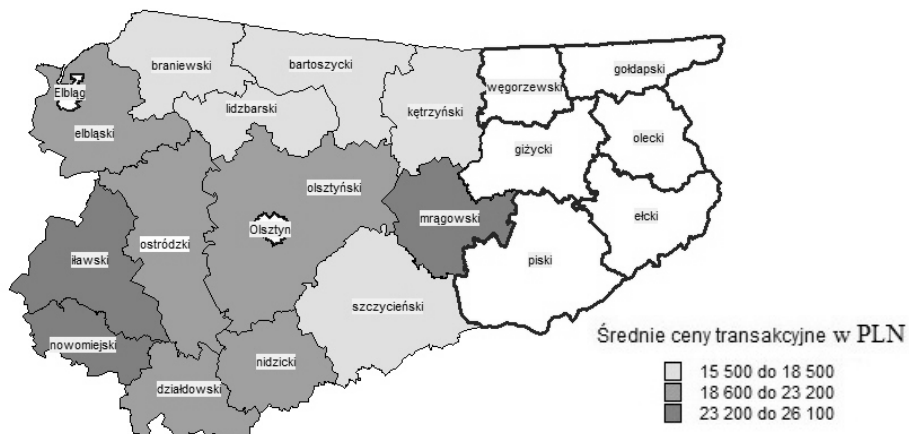 braniewski
bartoszycki
gołdapski
węgorzewski
Elbląg
lidzbarski
kętrzyński
elbląski
giżycki
olecki
olsztyński
mrągowski
ełcki
Olsztyn
ostródzki
iławski
piski
szczycieński
nowomiejski
nidzicki
działdowski
Średnie ceny transakcyjne w PLN
15 500 do 18 500
18 600 do 23 200
23 200 do 26 100